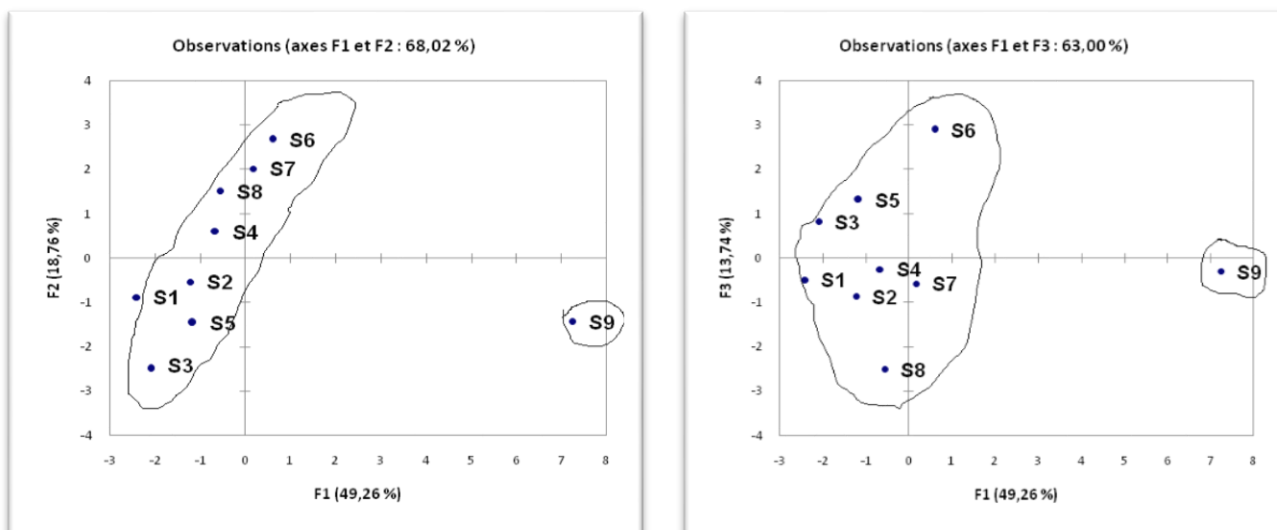 Observations (axes F1 et F2 : 68,02 %)
4
3
2
1
0
-1
-2
-3
-4
F2 (18,76 %)
S6
S7
S8
S4
S2
S1
S5
S3
S9
-3 -2 -1 0 1 2 3 4 5 6 7 8
F1 (49,26 %)
Observations (axes F1 et F3 : 63,00 %)
4
3
2
1
0
-1
-2
-3
-4
F3 (13,74 %)
S6
S5
S3
S4
S1
S7
S2
S8
S9
-3 -2 -1 0 1 2 3 4 5 6 7 8
F1 (49,26 %)